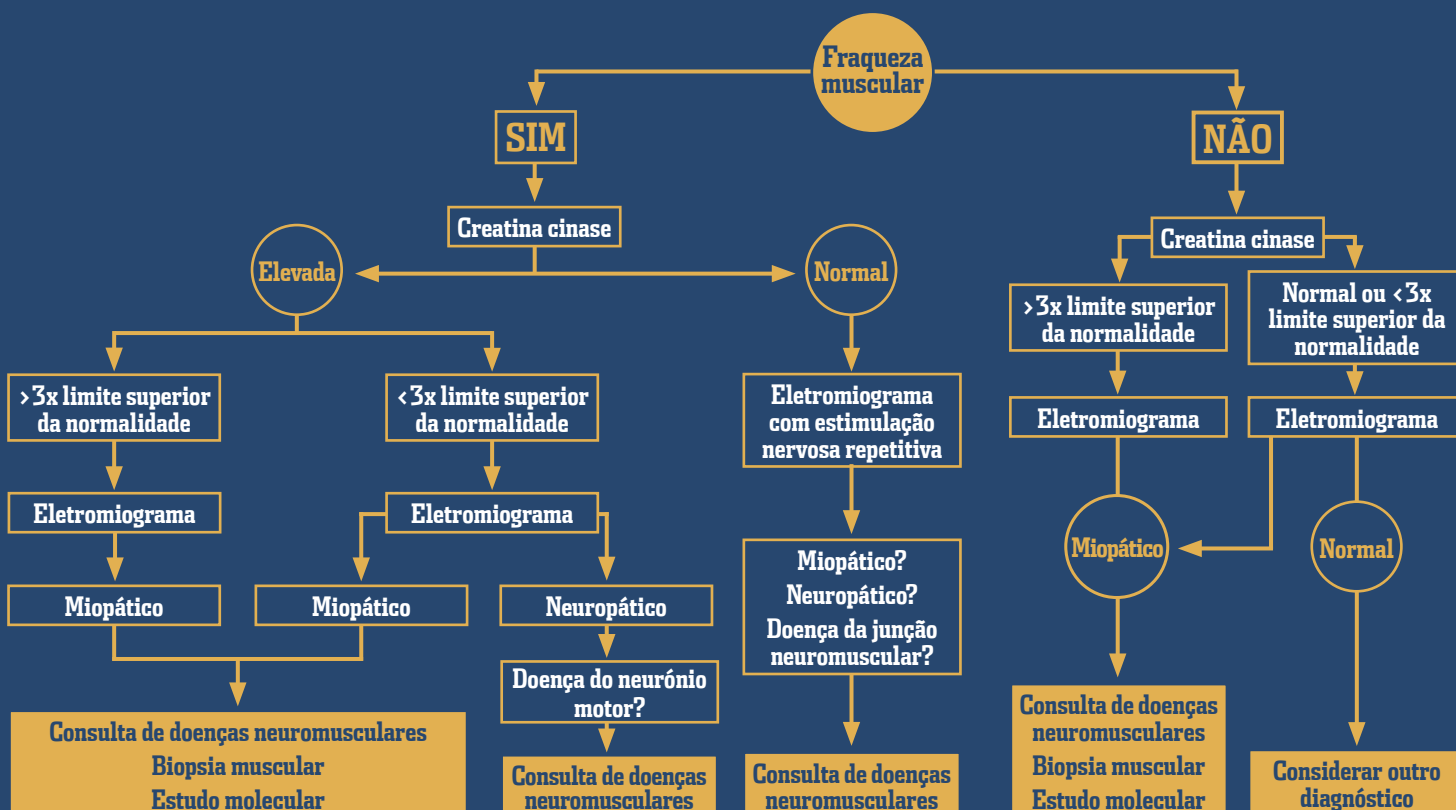 Fraqueza
muscular
SIM
NÃO
Creatina cinase
Elevada
Normal
>3x limite superior
da normalidade
<3x limite superior
da normalidade
Eletromiograma
Eletromiograma
Miopático
Miopático
Neuropático
Doença do neurónio
motor?
Consulta de doenças neuromusculares
Biopsia muscular
Estudo molecular
Consulta de doenças
neuromusculares
Eletromiograma
com estimulação
nervosa repetitiva
Miopático?
Neuropático?
Doença da junção
neuromuscular?
Consulta de doenças
neuromusculares
Creatina cinase
>3x limite superior
da normalidade
Normal ou <3x
limite superior da
normalidade
Eletromiograma
Eletromiograma
Miopático
Normal
Consulta de doenças
neuromusculares
Biopsia muscular
Estudo molecular
Considerar outro
diagnóstico